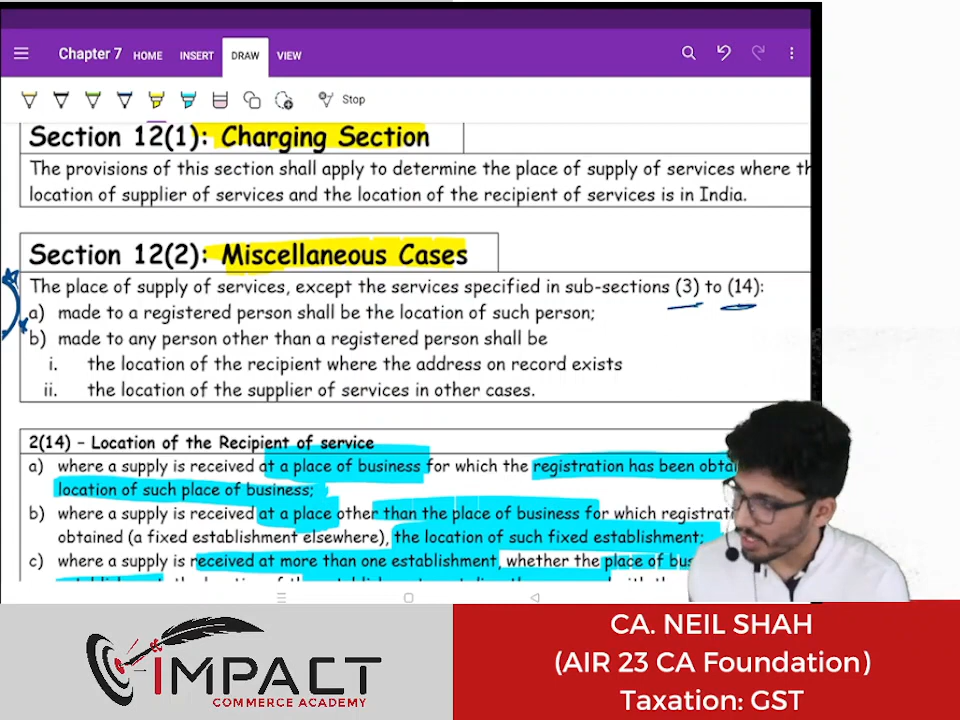 Chapter 7 HOME INSERT DRAW VIEW
Stop
Section 12(1): Charging Section
The provisions of this section shall apply to determine the place of supply of services where
location of supplier of services and the location of the recipient of services is in India.
Section 12(2): Miscellaneous Cases
The place of supply of services, except the services specified in sub-sections (3) to (14):
a) made to a registered person shall be the location of such person;
b) made to any person other than a registered person shall be
i. the location of the recipient where the address on record exists
ii. the location of the supplier of services in other cases.
2(14) - Location of the Recipient of service
a) where a supply is received at a place of business for which the registration has been
location of such place of business;
b) where a supply is received at a place other than the place of business for which
obtained (a fixed establishment elsewhere), the location of such fixed establishment;
c) where a supply is received at more than one establishment, whether the place of
IMPACT
COMMERCE ACADEMY
CA. NEIL SHAH
(AIR 23 CA Foundation)
Taxation: GST